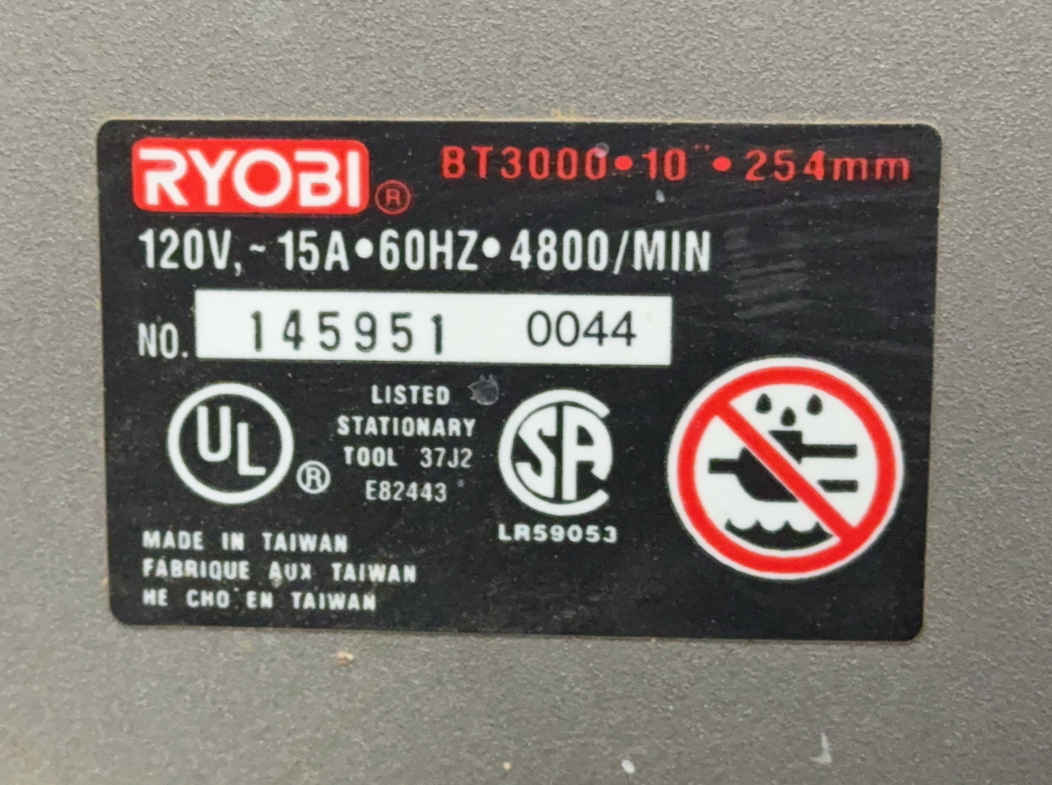 RYOBI® BT3000•10"•254mm
120V,~15A•60HZ•4800/MIN
NO. 145951 0044
UL®
LISTED
STATIONARY
TOOL 37J2
E82443
SA
LR59053
MADE IN TAIWAN
FABRIQUE AUX TAIWAN
HE CHO EN TAIWAN